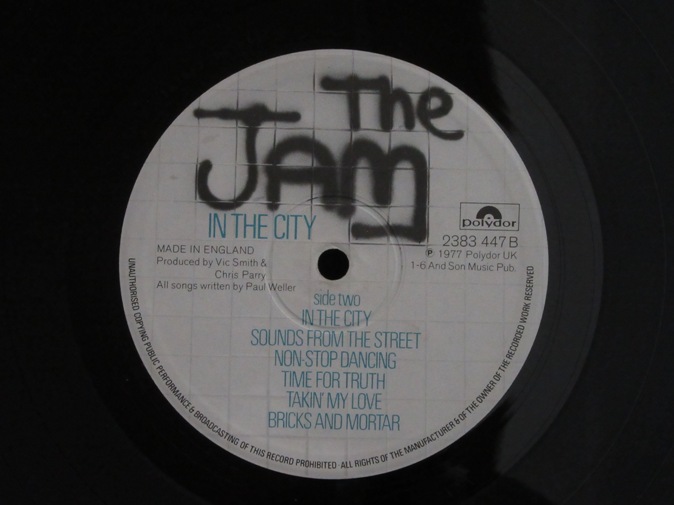 The
JAM
IN THE CITY
polydor
2383 447 B
MADE IN ENGLAND
℗ 1977 Polydor UK
Produced by Vic Smith &
Chris Parry
1-6 And Son Music Pub.
All songs written by Paul Weller
side two
IN THE CITY
SOUNDS FROM THE STREET
NON-STOP DANCING
TIME FOR TRUTH
TAKIN' MY LOVE
BRICKS AND MORTAR
UNAUTHORISED COPYING PUBLIC PERFORMANCE & BROADCASTING OF THIS RECORD PROHIBITED · ALL RIGHTS OF THE MANUFACTURER & OF THE OWNER OF THE RECORDED WORK RESERVED